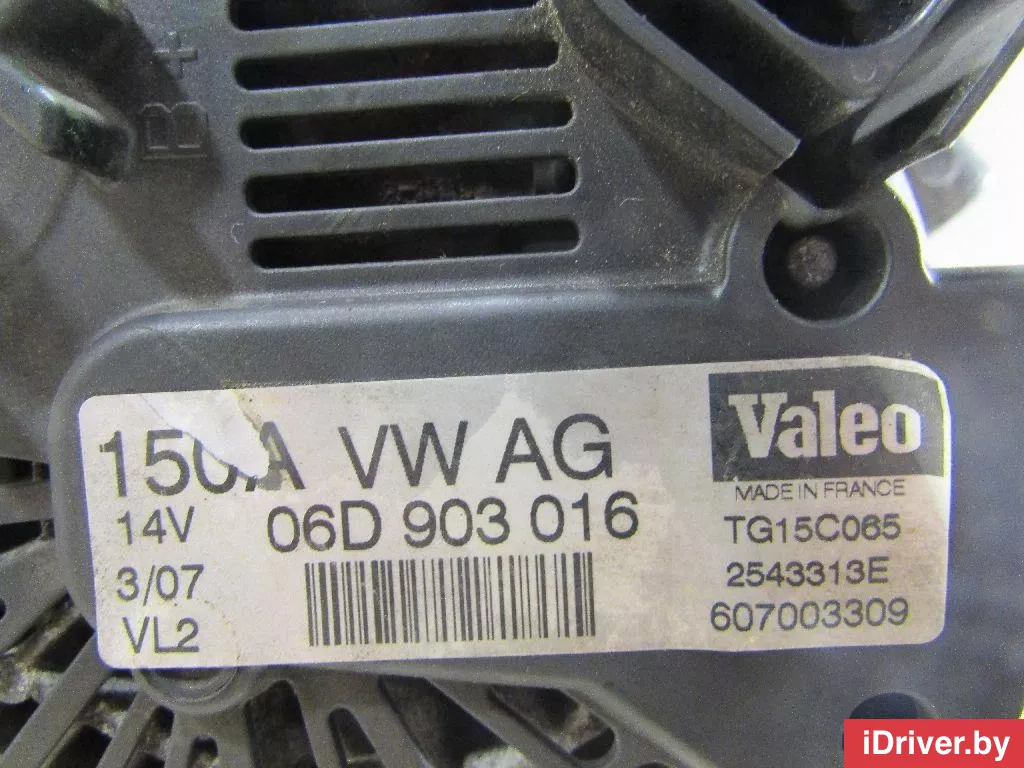 B +
150A VW AG
14V 06D 903 016
3/07
VL2
Valeo
MADE IN FRANCE
TG15C065
2543313E
607003309
iDriver.by